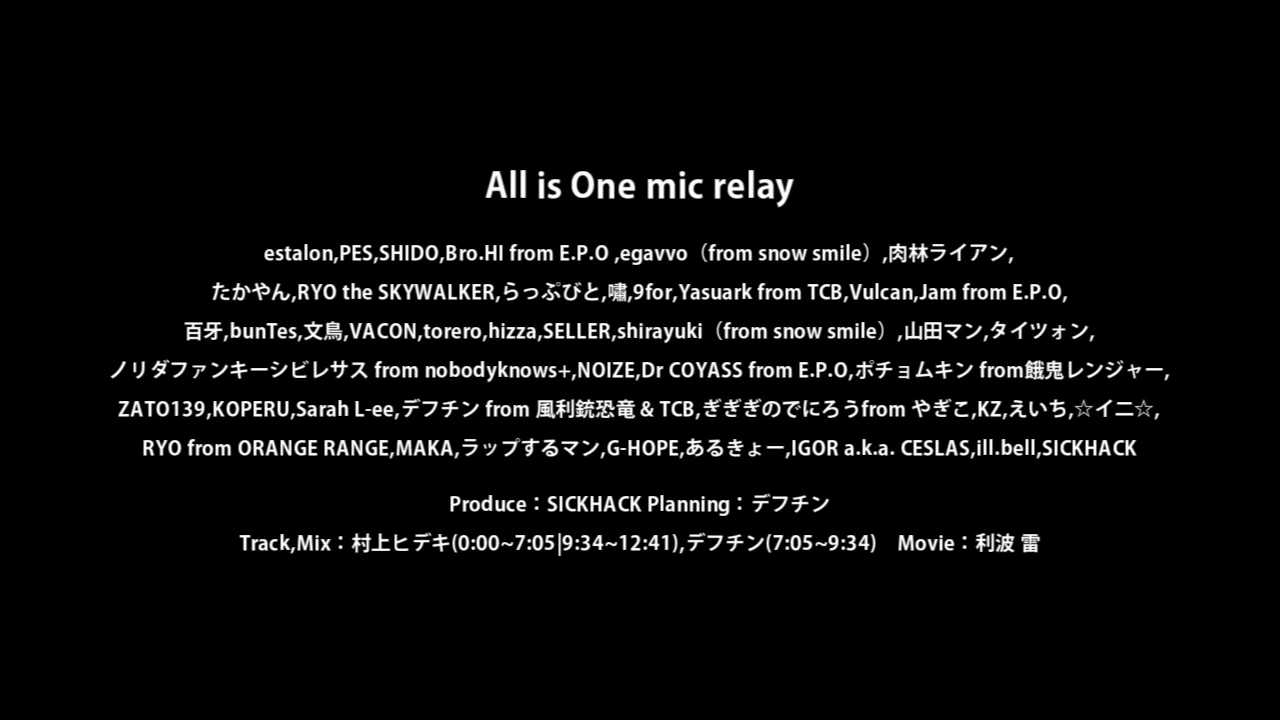 All is One mic relay
estalon,PES,SHIDO,Bro.HI from E.P.O ,egavvo（from snow smile）,肉林ライアン,
たかやん,RYO the SKYWALKER,らっぷびと,嘯,9for,Yasuark from TCB,Vulcan,Jam from E.P.O,
百牙,bunTes,文鳥,VACON,torero,hizza,SELLER,shirayuki（from snow smile）,山田マン,タイツォン,
ノリダファンキーシビレサス from nobodyknows+,NOIZE,Dr COYASS from E.P.O,ポチョムキン from餓鬼レンジャー,
ZATO139,KOPERU,Sarah L-ee,デフチン from 風利銃恐竜 & TCB,ぎぎぎのでにろうfrom やぎこ,KZ,えいち,☆イニ☆,
RYO from ORANGE RANGE,MAKA,ラップするマン,G-HOPE,あるきょー,IGOR a.k.a. CESLAS,ill.bell,SICKHACK
Produce：SICKHACK Planning：デフチン
Track,Mix：村上ヒデキ(0:00~7:05|9:34~12:41),デフチン(7:05~9:34)　Movie：利波 雷